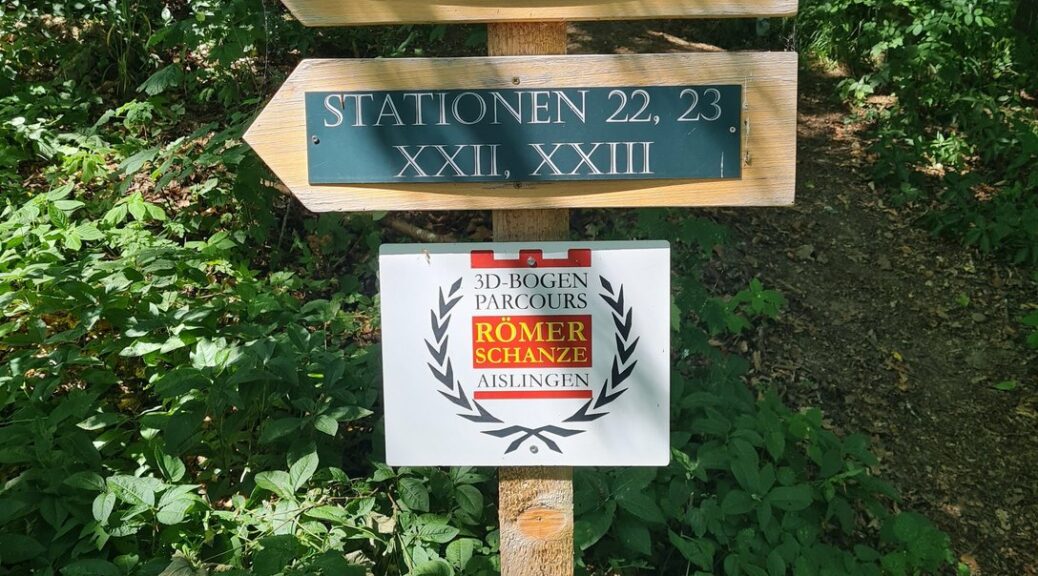 STATIONEN 22, 23
XXII, XXIII
3D-BOGEN
PARCOURS
RÖMER
SCHANZE
AISLINGEN